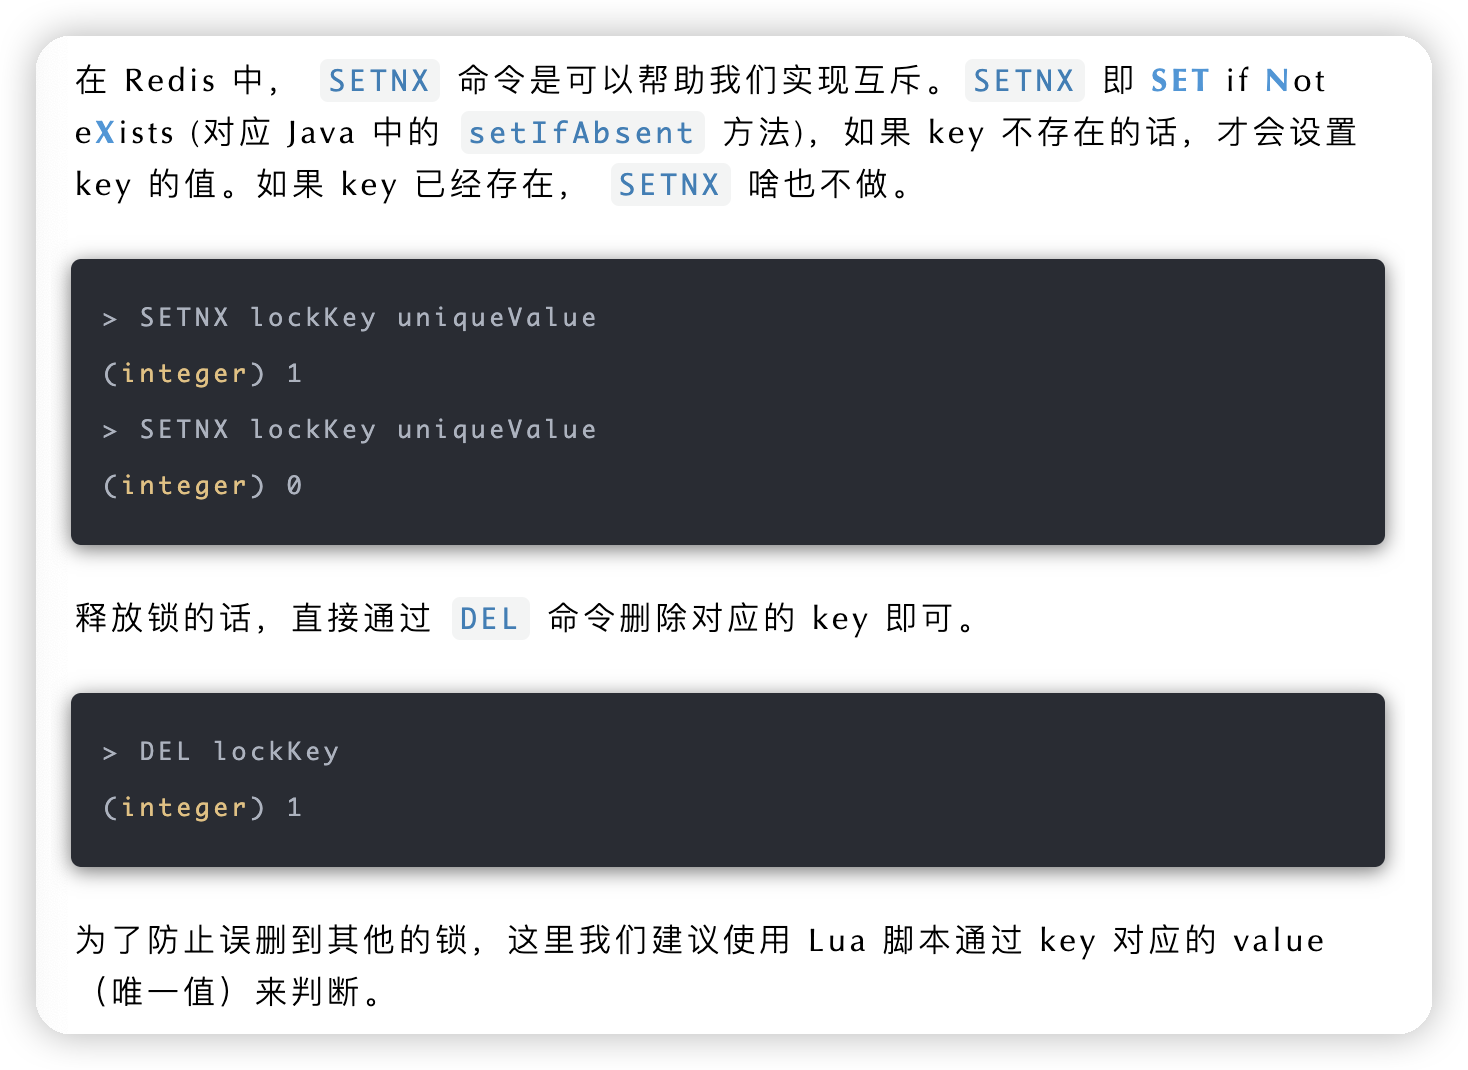 在 Redis 中， SETNX 命令是可以帮助我们实现互斥。SETNX 即 SET if Not
eXists (对应 Java 中的 setIfAbsent 方法)，如果 key 不存在的话，才会设置
key 的值。如果 key 已经存在， SETNX 啥也不做。
> SETNX lockKey uniqueValue
(integer) 1
> SETNX lockKey uniqueValue
(integer) 0
释放锁的话，直接通过 DEL 命令删除对应的 key 即可。
> DEL lockKey
(integer) 1
为了防止误删到其他的锁，这里我们建议使用 Lua 脚本通过 key 对应的 value
（唯一值）来判断。